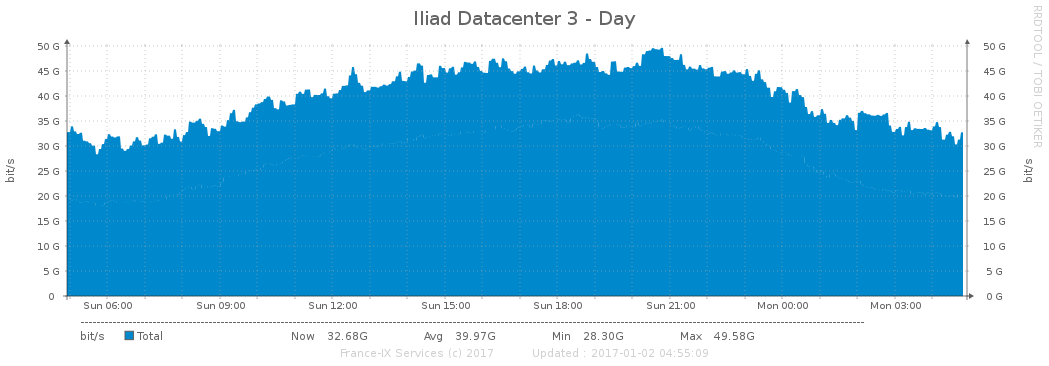 Iliad Datacenter 3 - Day
RRDTOOL / TOBI OETIKER
bit/s
50 G
45 G
40 G
35 G
30 G
25 G
20 G
15 G
10 G
5 G
0
50 G
45 G
40 G
35 G
30 G
25 G
20 G
15 G
10 G
5 G
0 G
bit/s
Sun 06:00 Sun 09:00 Sun 12:00 Sun 15:00 Sun 18:00 Sun 21:00 Mon 00:00 Mon 03:00
bit/s Total Now 32.68G Avg 39.97G Min 28.30G Max 49.58G
France-IX Services (c) 2017 Updated : 2017-01-02 04:55:09